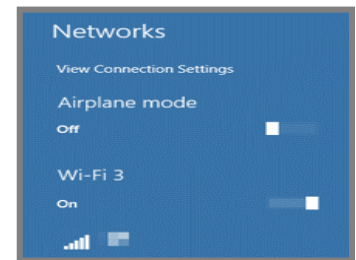 Networks
View Connection Settings
Airplane mode
Off
Wi-Fi 3
On